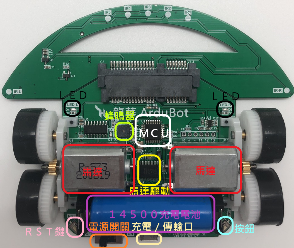 LED
LED
蜂鳴器
MCU
馬達
馬達
馬達驅動
14500充電電池
RST鍵
電源開關
充電/傳輸口
按鈕